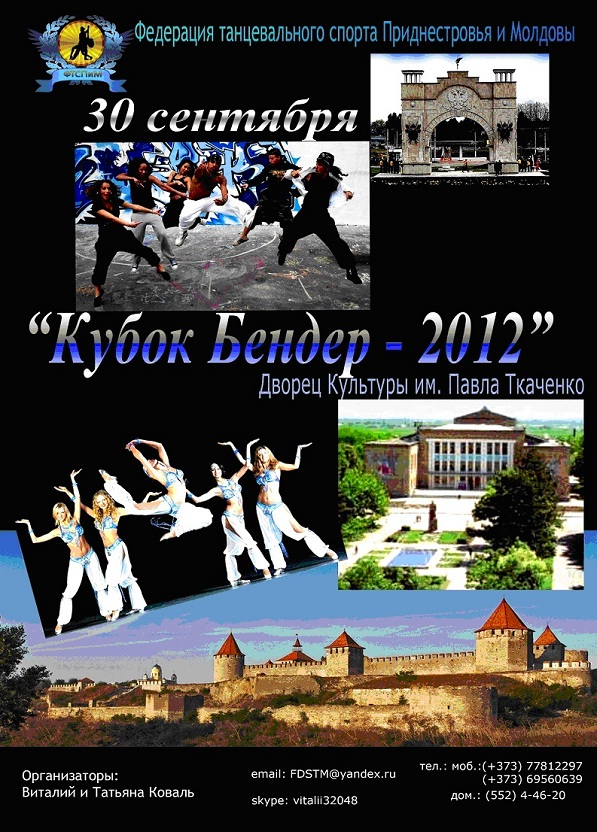 Федерация танцевального спорта Приднестровья и Молдовы
ФТСПиМ
30 сентября
“Кубок Бендер - 2012”
Дворец Культуры им. Павла Ткаченко
Организаторы:
Виталий и Татьяна Коваль
email: FDSTM@yandex.ru
skype: vitalii32048
тел.: моб.:(+373) 77812297
(+373) 69560639
дом.: (552) 4-46-20